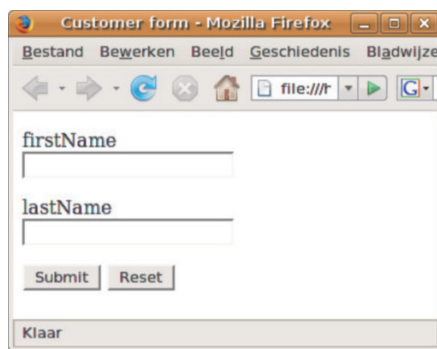 Customer form - Mozilla Firefox
Bestand Bewerken Beeld Geschiedenis Bladwijze
file:///h G
firstName
lastName
Submit Reset
Klaar